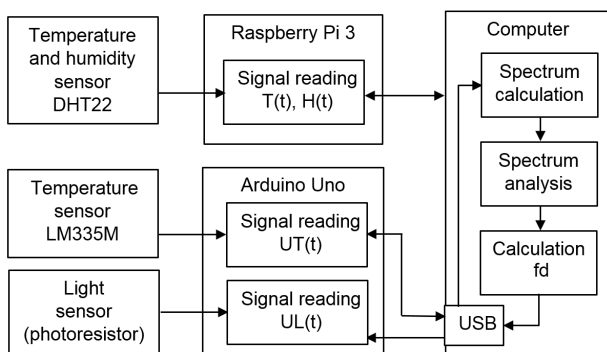 Temperature
and humidity
sensor
DHT22
Raspberry Pi 3
Signal reading
T(t), H(t)
Computer
Spectrum
calculation
Spectrum
analysis
Calculation
fd
USB
Temperature
sensor
LM335M
Arduino Uno
Signal reading
UT(t)
Light
sensor
(photoresistor)
Signal reading
UL(t)